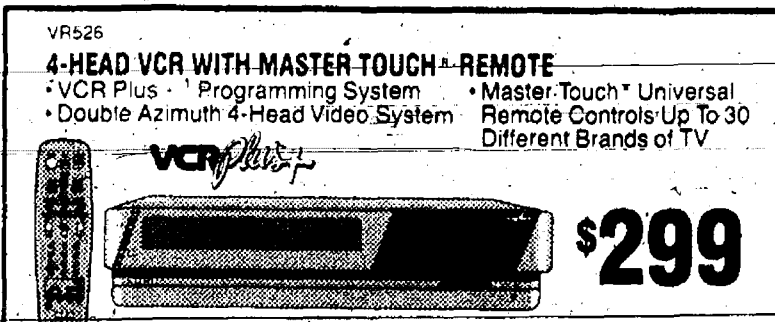 VR526
4-HEAD VCR WITH MASTER TOUCH REMOTE
• VCR Plus + Programming System
• Double Azimuth 4-Head Video System
• Master Touch Universal
Remote Controls Up To 30
Different Brands of TV
VCR Plus+
$299